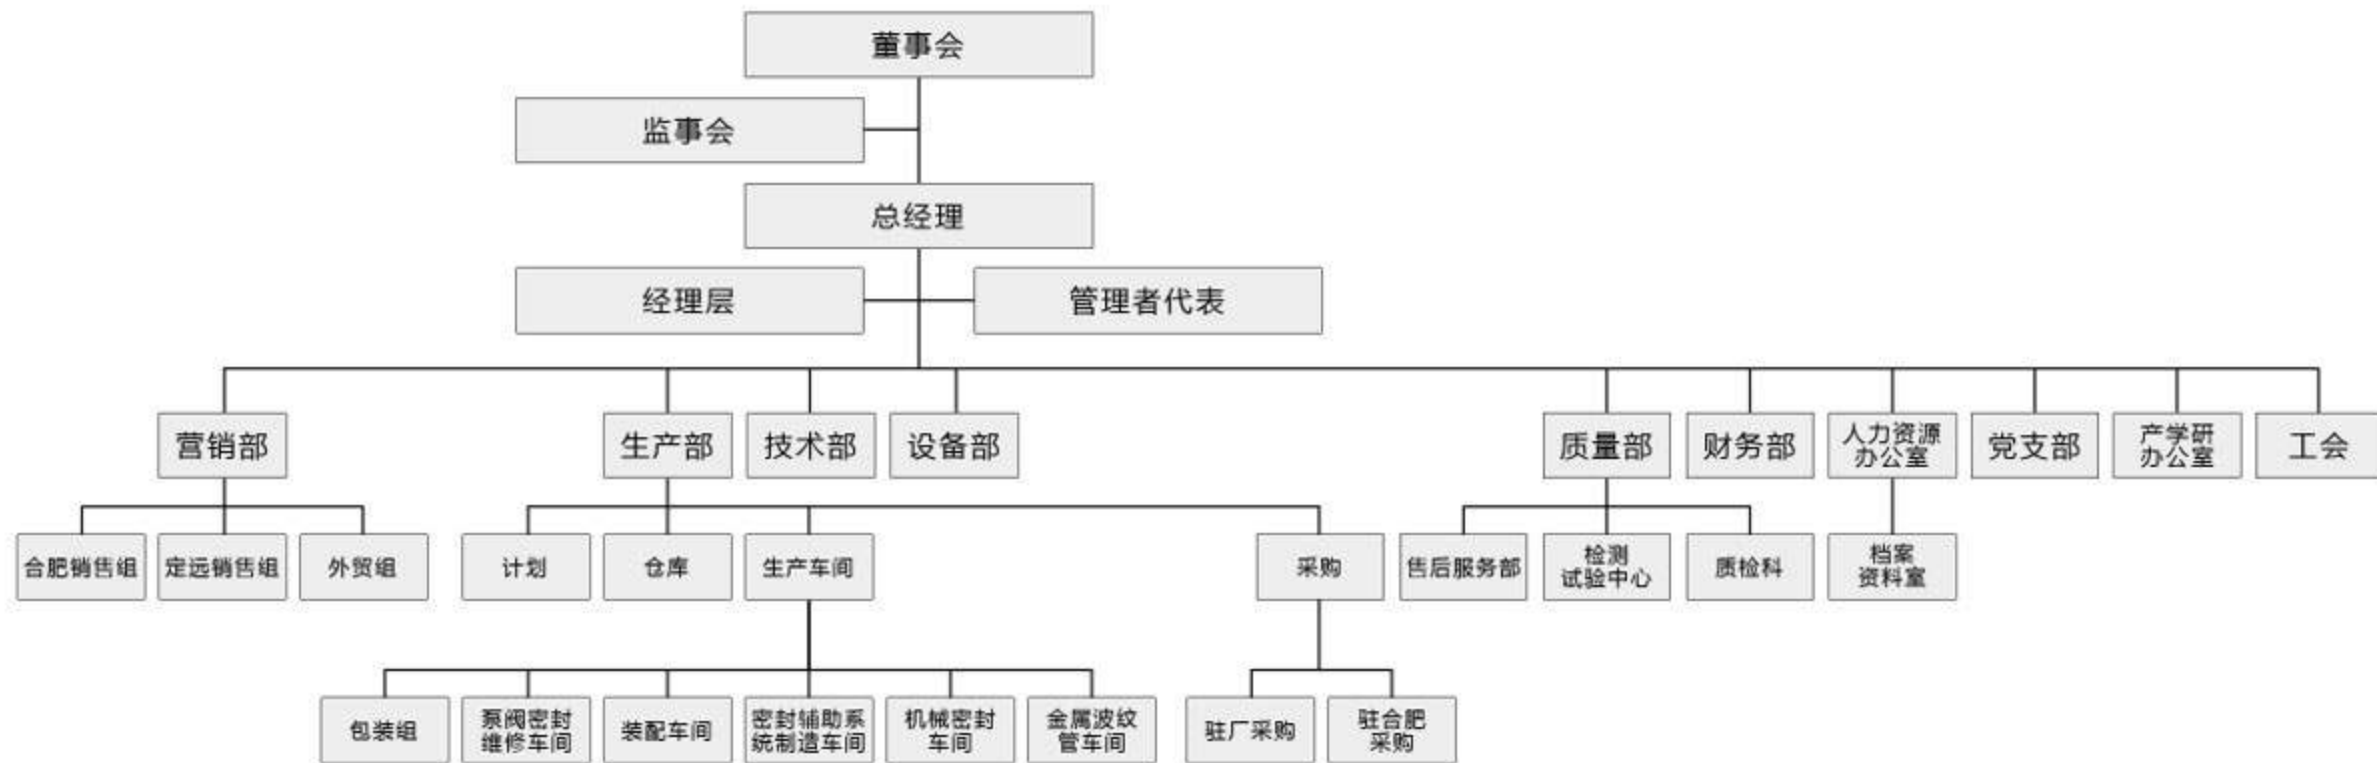 董事会
监事会
总经理
经理层
管理者代表
营销部
生产部
技术部
设备部
质量部
财务部
人力资源
办公室
党支部
产学研
办公室
工会
合肥销售组
定远销售组
外贸组
计划
仓库
生产车间
采购
售后服务部
检测
试验中心
质检科
档案
资料室
包装组
泵阀密封
维修车间
装配车间
密封辅助系
统制造车间
机械密封
车间
金属波纹
管车间
驻厂采购
驻合肥
采购